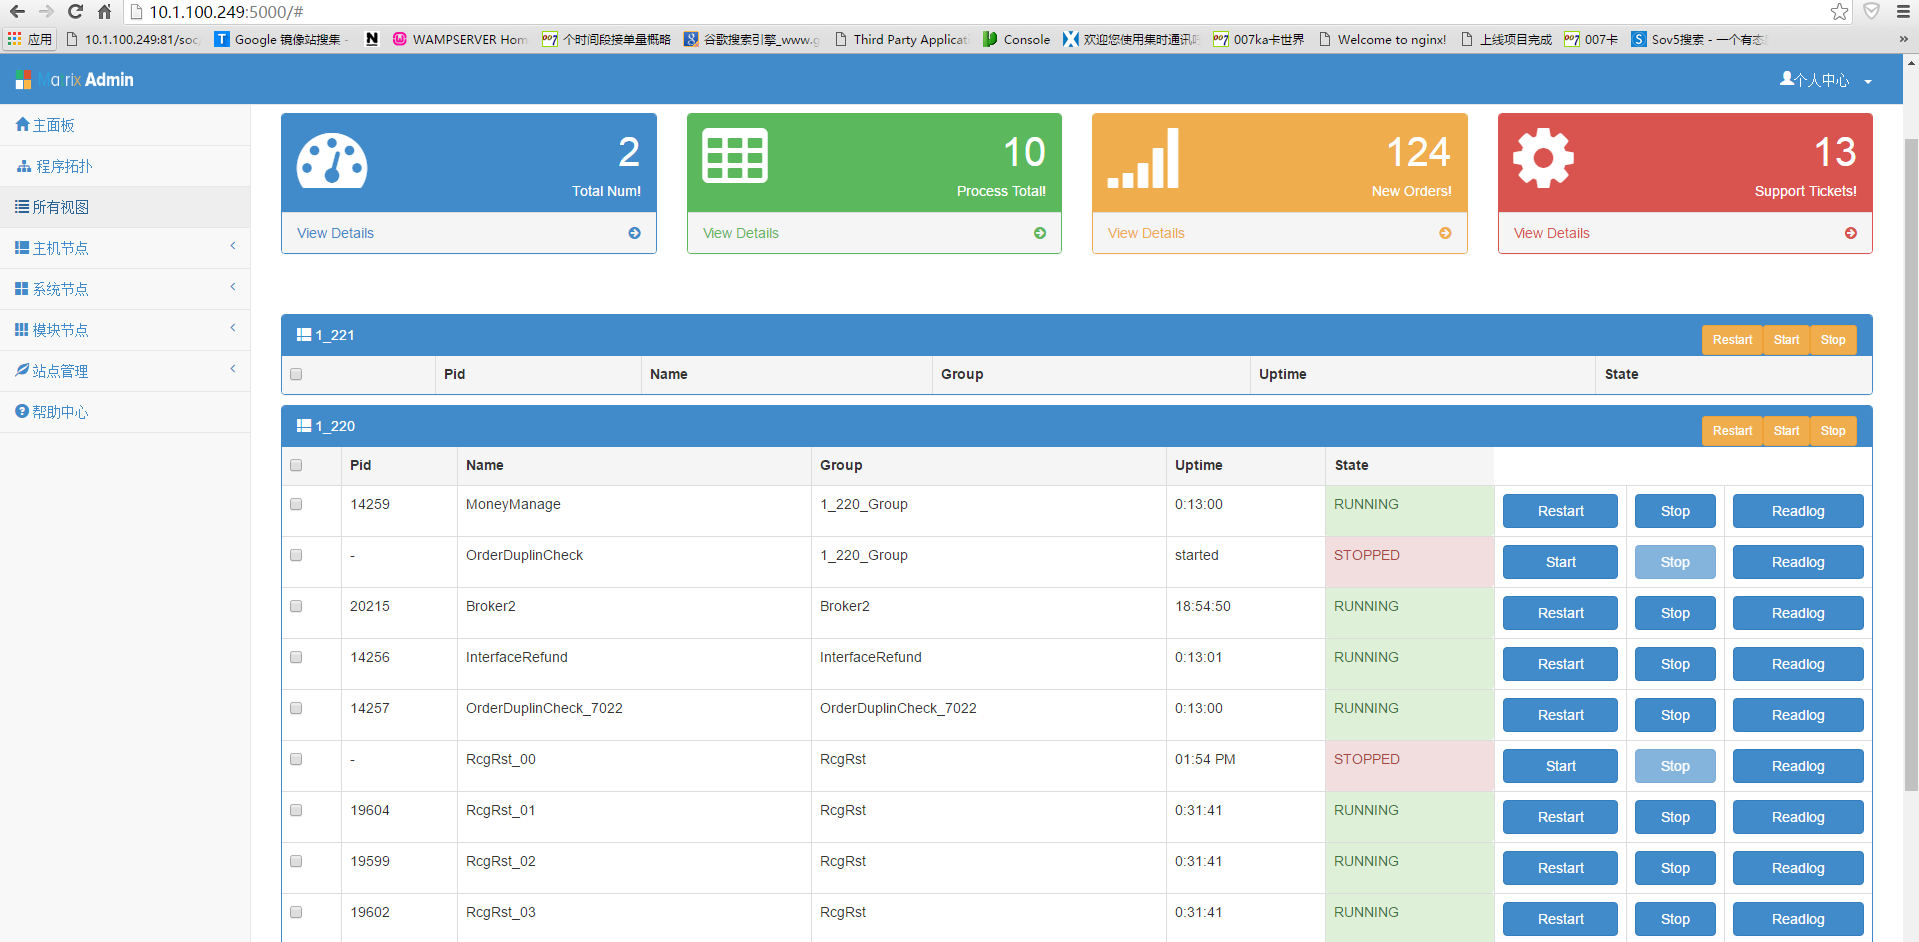 10.1.100.249:5000/#
应用 10.1.100.249:81/soc Google 镜像站搜集 - WAMPSERVER Hom 个时间段接单量概略 谷歌搜索引擎_www.g Third Party Applicat Console 欢迎您使用集时通讯 007ka卡世界 Welcome to nginx! 上线项目完成 007卡 Sov5搜索 - 一个有态 »
Matrix Admin
个人中心
主面板
程序拓扑
所有视图
主机节点
系统节点
模块节点
站点管理
帮助中心
2
Total Num!
View Details
10
Process Total!
View Details
124
New Orders!
View Details
13
Support Tickets!
View Details
1_221 Restart Start Stop
Pid Name Group Uptime State
1_220 Restart Start Stop
Pid Name Group Uptime State
14259 MoneyManage 1_220_Group 0:13:00 RUNNING Restart Stop Readlog
- OrderDuplinCheck 1_220_Group started STOPPED Start Stop Readlog
20215 Broker2 Broker2 18:54:50 RUNNING Restart Stop Readlog
14256 InterfaceRefund InterfaceRefund 0:13:01 RUNNING Restart Stop Readlog
14257 OrderDuplinCheck_7022 OrderDuplinCheck_7022 0:13:00 RUNNING Restart Stop Readlog
- RcgRst_00 RcgRst 01:54 PM STOPPED Start Stop Readlog
19604 RcgRst_01 RcgRst 0:31:41 RUNNING Restart Stop Readlog
19599 RcgRst_02 RcgRst 0:31:41 RUNNING Restart Stop Readlog
19602 RcgRst_03 RcgRst 0:31:41 RUNNING Restart Stop Readlog